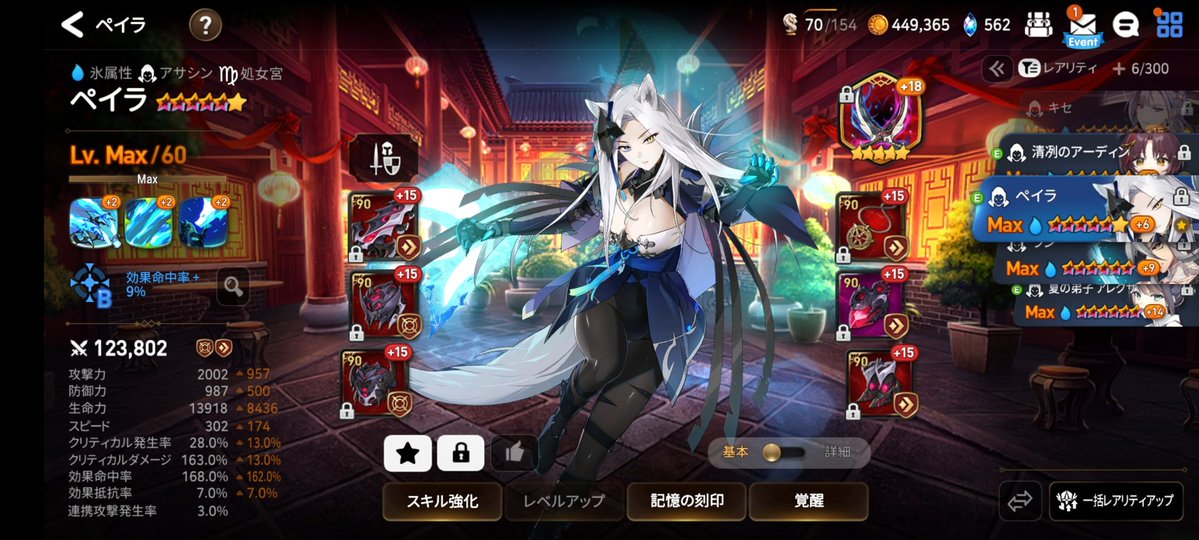 ペイラ
?
70/154
449,365
562
1
Event
氷属性 アサシン 処女宮
ペイラ
レアリティ
6/300
Lv. Max/60
Max
+2
+2
+2
効果命中率 +
9%
B
123,802
攻撃力 2002 957
防御力 987 500
生命力 13918 8436
スピード 302 174
クリティカル発生率 28.0% 13.0%
クリティカルダメージ 163.0% 13.0%
効果命中率 168.0% 162.0%
効果抵抗率 7.0% 7.0%
連携攻撃発生率 3.0%
90 +15
90 +15
90 +15
+18
90 +15
90 +15
90 +15
キセ
E 清冽のアーディン
E ペイラ
Max +6
Max +9
E 夏の弟子 アレクサ
Max +14
基本 詳細
スキル強化
レベルアップ
記憶の刻印
覚醒
一括レアリティアップ